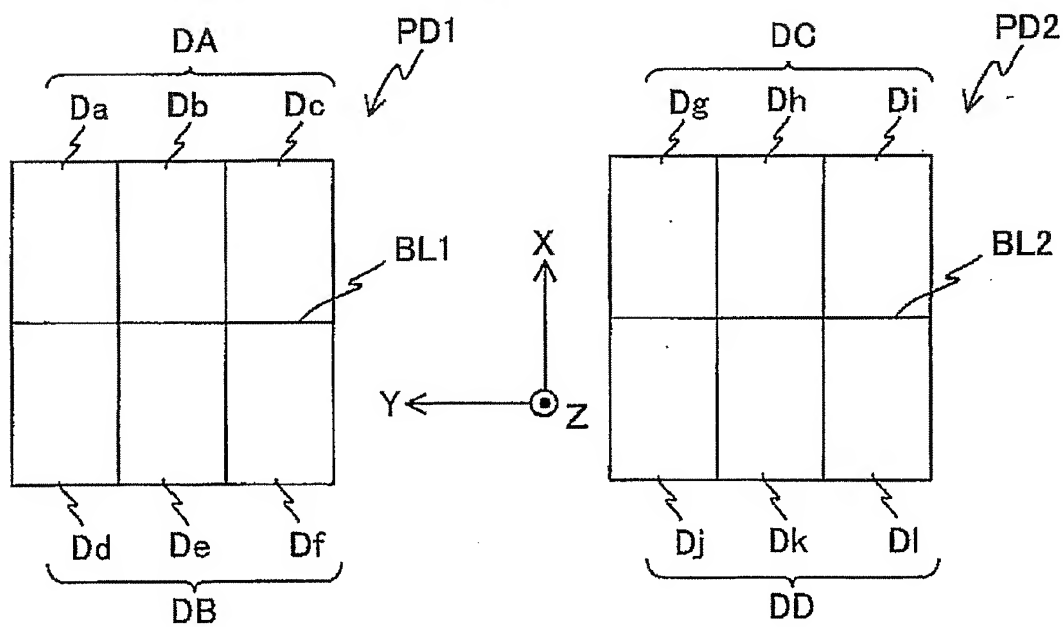 DA
PD1
DC
PD2
Da Db Dc
Dg Dh Di
BL1
X
BL2
Y
Z
Dd De Df
Dj Dk Dl
DB
DD